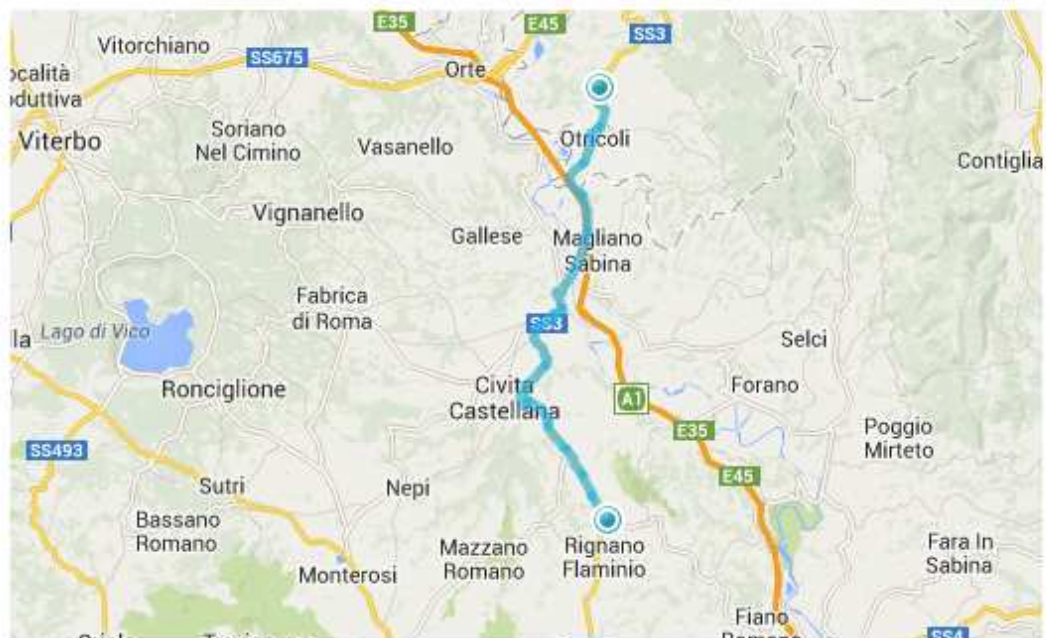 E35
E45
SS3
Vitorchiano
SS675
Orte
ocalità
oduttiva
Viterbo
Soriano
Nel Cimino
Vasanello
Otricoli
Contiglia
Vignanello
Gallese
Magliano
Sabina
Fabrica
di Roma
SS3
Lago di Vico
lla
Selci
Ronciglione
Civita
Castellana
A1
Forano
E35
Poggio
Mirteto
SS493
E45
Sutri
Nepi
Bassano
Romano
Mazzano
Romano
Rignano
Flaminio
Fara In
Sabina
Monterosi
Fiano
SS4